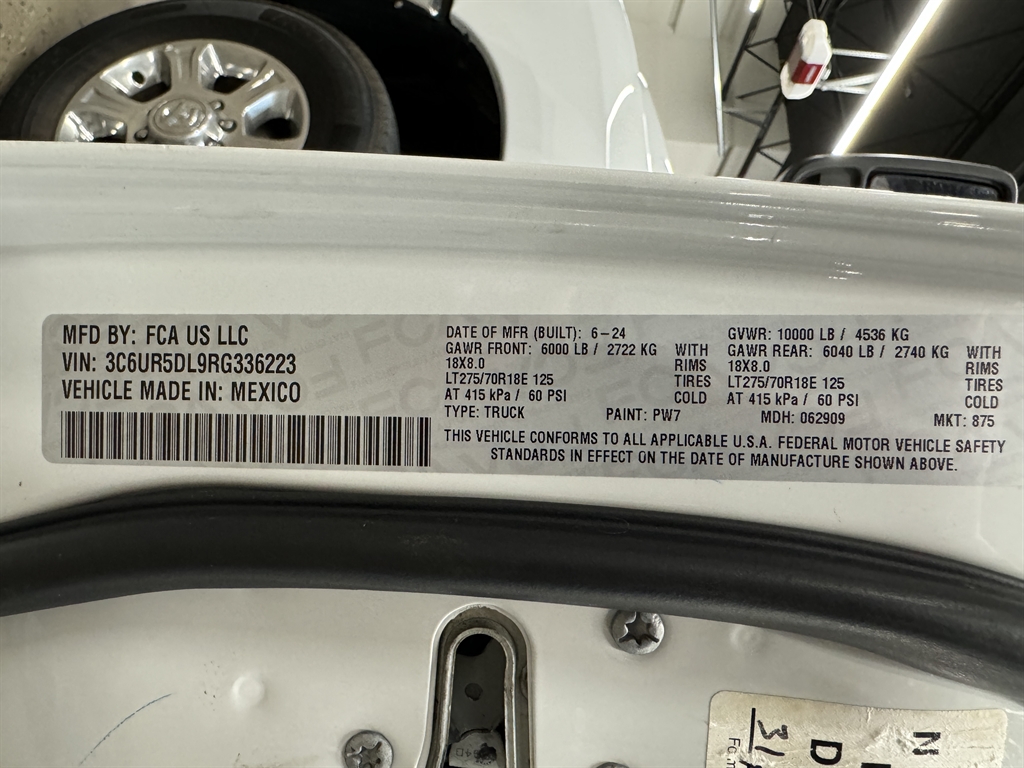 MFD BY: FCA US LLC
VIN: 3C6UR5DL9RG336223
VEHICLE MADE IN: MEXICO
DATE OF MFR (BUILT): 6-24
GAWR FRONT: 6000 LB / 2722 KG WITH
18X8.0 RIMS
LT275/70R18E 125 TIRES
AT 415 kPa / 60 PSI COLD
TYPE: TRUCK PAINT: PW7
GVWR: 10000 LB / 4536 KG
GAWR REAR: 6040 LB / 2740 KG WITH
18X8.0 RIMS
LT275/70R18E 125 TIRES
AT 415 kPa / 60 PSI COLD
MDH: 062909 MKT: 875
THIS VEHICLE CONFORMS TO ALL APPLICABLE U.S.A. FEDERAL MOTOR VEHICLE SAFETY
STANDARDS IN EFFECT ON THE DATE OF MANUFACTURE SHOWN ABOVE.
N
D
31